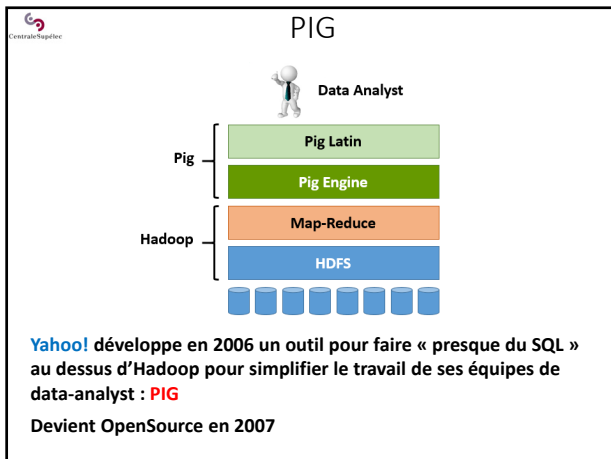 CentraleSupélec
PIG
Data Analyst
Pig Latin
Pig
Pig Engine
Map-Reduce
Hadoop
HDFS
Yahoo! développe en 2006 un outil pour faire « presque du SQL »
au dessus d’Hadoop pour simplifier le travail de ses équipes de
data-analyst : PIG
Devient OpenSource en 2007